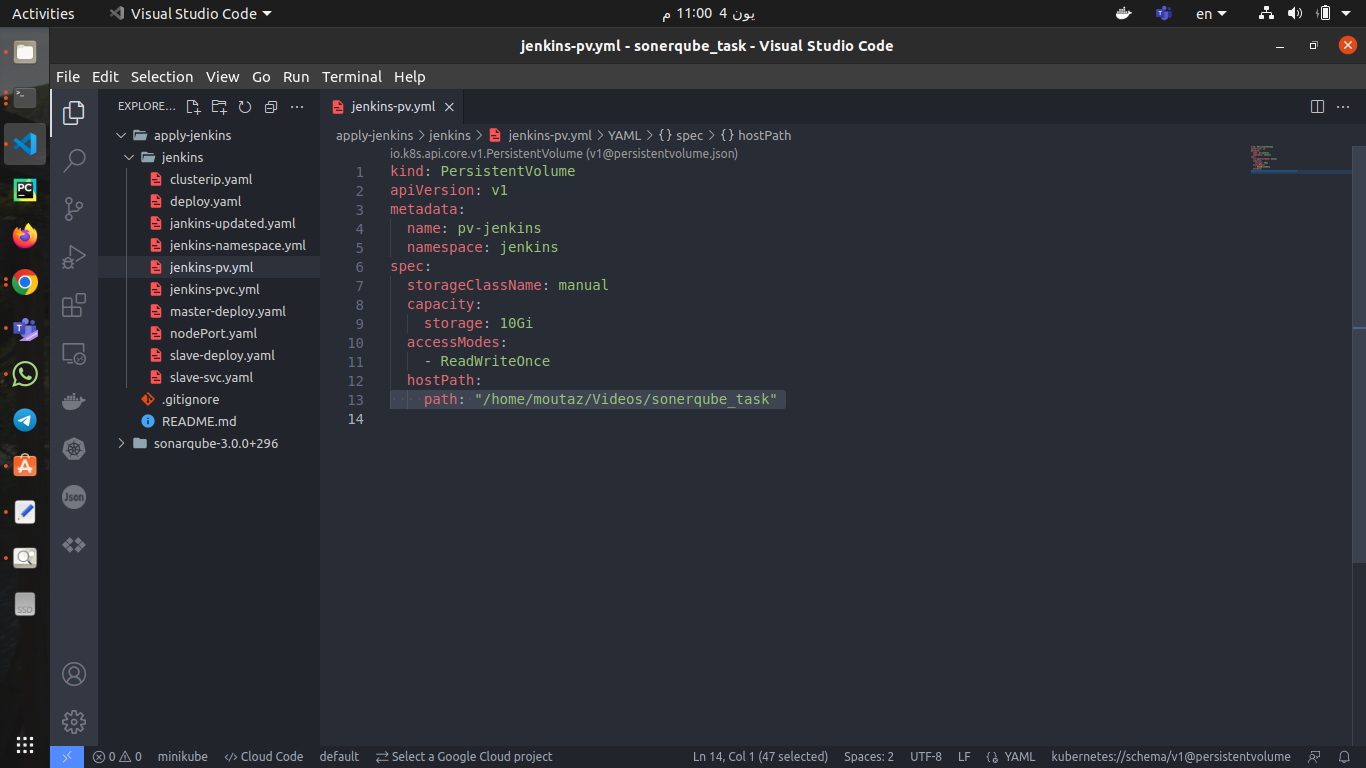 Activities
Visual Studio Code
يون 4 11:00 م
en
jenkins-pv.yml - sonerqube_task - Visual Studio Code
File Edit Selection View Go Run Terminal Help
EXPLORE...
jenkins-pv.yml
apply-jenkins > jenkins > jenkins-pv.yml > YAML > {} spec > {} hostPath
apply-jenkins
jenkins
clusterip.yaml
deploy.yaml
jankins-updated.yaml
jenkins-namespace.yml
jenkins-pv.yml
jenkins-pvc.yml
master-deploy.yaml
nodePort.yaml
slave-deploy.yaml
slave-svc.yaml
.gitignore
README.md
sonarqube-3.0.0+296
io.k8s.api.core.v1.PersistentVolume (v1@persistentvolume.json)
1 kind: PersistentVolume
2 apiVersion: v1
3 metadata:
4   name: pv-jenkins
5   namespace: jenkins
6 spec:
7   storageClassName: manual
8   capacity:
9     storage: 10Gi
10   accessModes:
11     - ReadWriteOnce
12   hostPath:
13     path: "/home/moutaz/Videos/sonerqube_task"
14
PC
Json
SSD
0 0 minikube Cloud Code default Select a Google Cloud project
Ln 14, Col 1 (47 selected) Spaces: 2 UTF-8 LF YAML kubernetes://schema/v1@persistentvolume